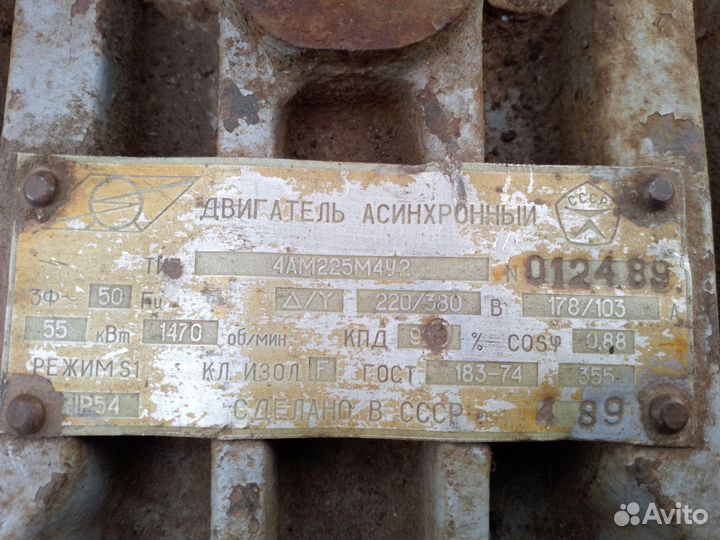 ДВИГАТЕЛЬ АСИНХРОННЫЙ
СССР
4АМ225М4У2 N 012489
3Ф~ 50 Гц Δ/Y 220/380 В 178/103 А
55 кВт 1470 об/мин КПД % COSφ 0,88
РЕЖИМ S1 КЛ ИЗОЛ F ГОСТ 183-74 355
IP54 СДЕЛАНО В СССР 4 89
Avito